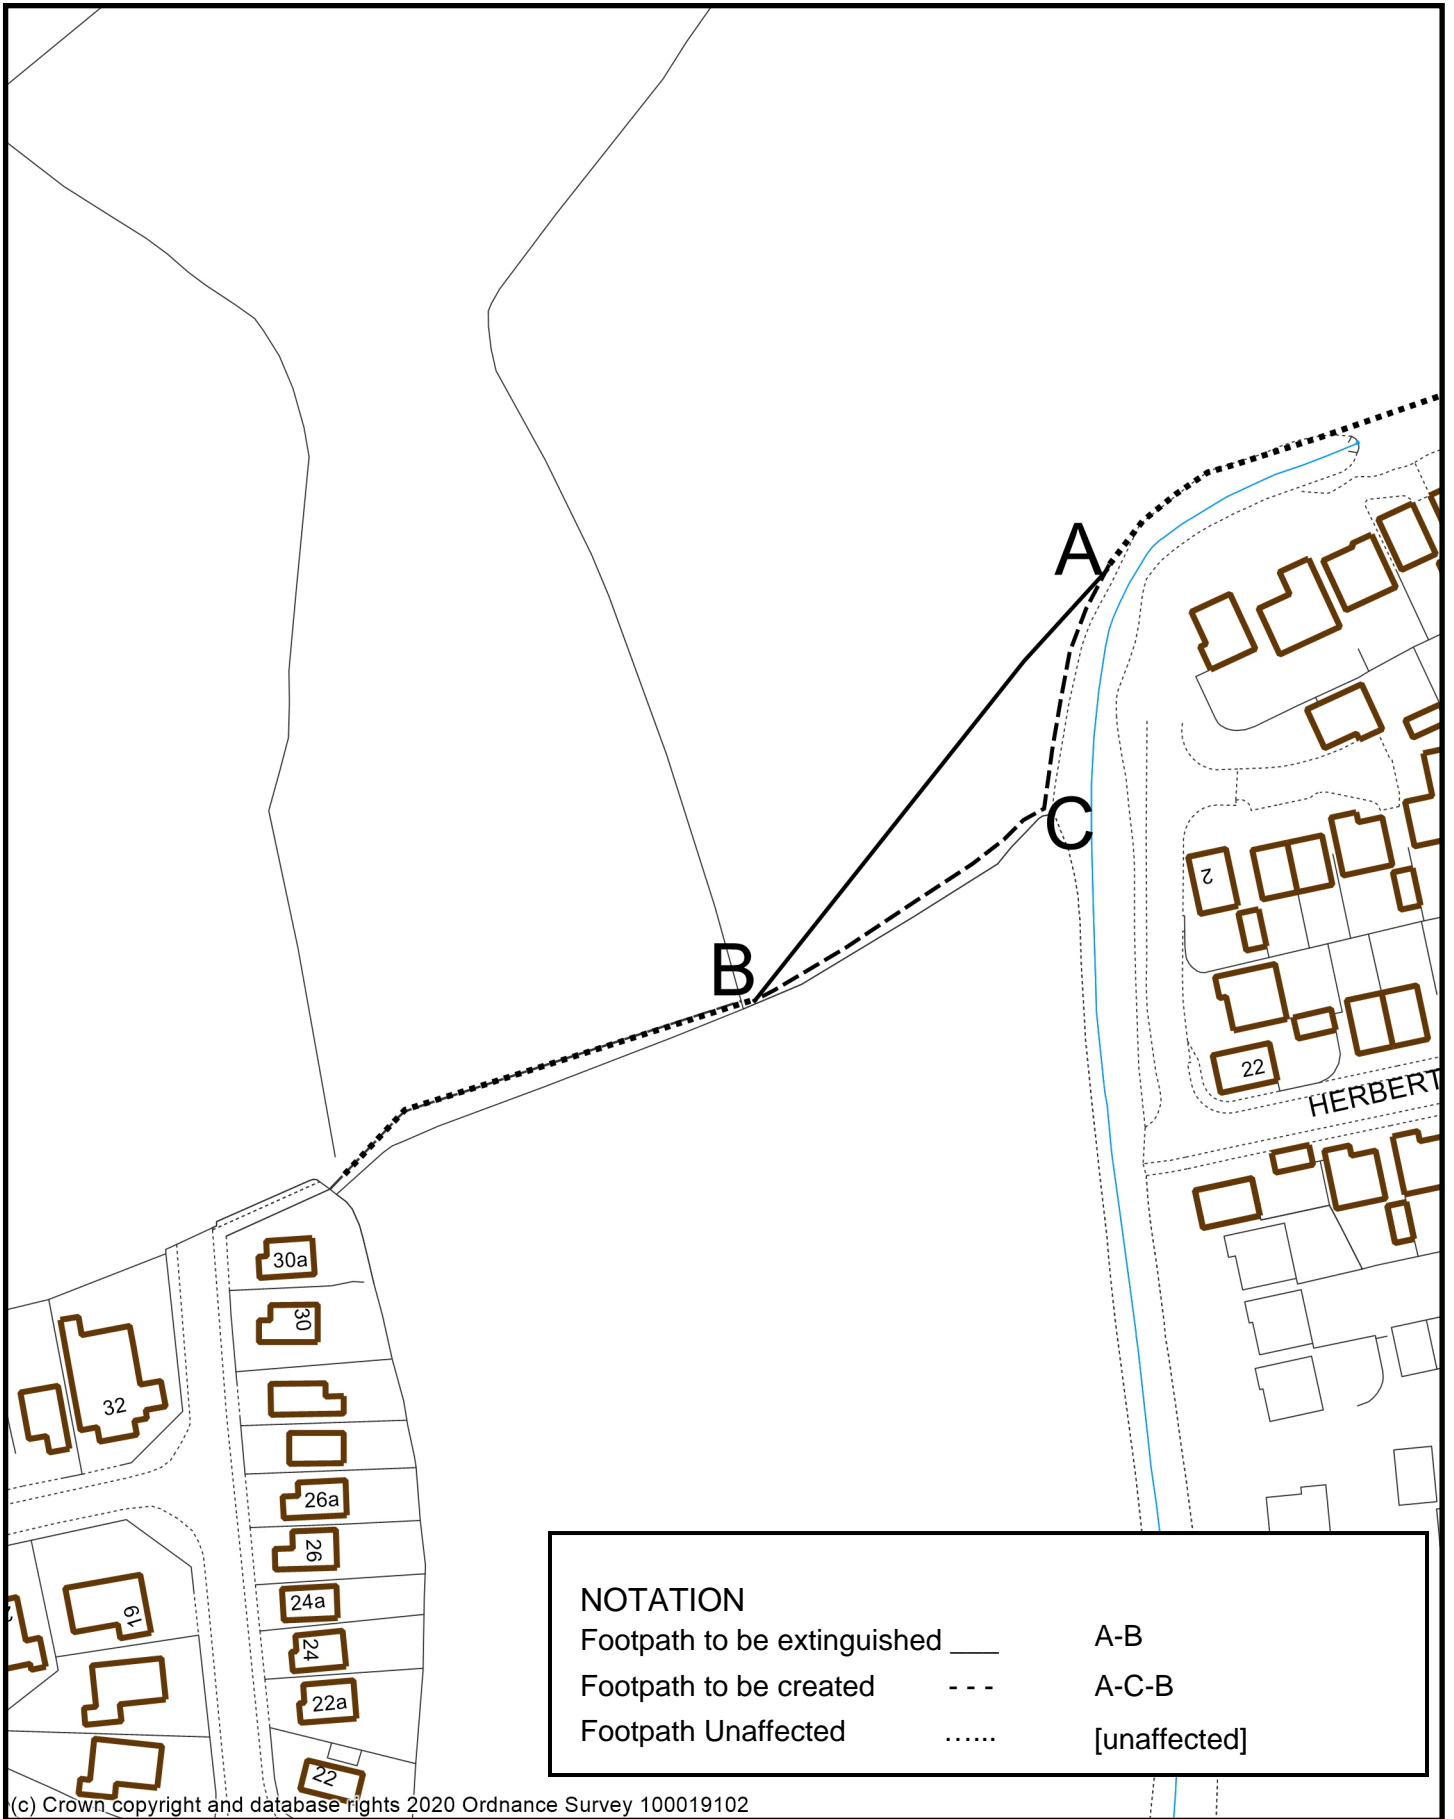 A
C
B
2
22
HERBERT
30a
30
32
26a
26
24a
24
22a
22
19
NOTATION
Footpath to be extinguished ___ A-B
Footpath to be created - - - A-C-B
Footpath Unaffected …... [unaffected]
(c) Crown copyright and database rights 2020 Ordnance Survey 100019102